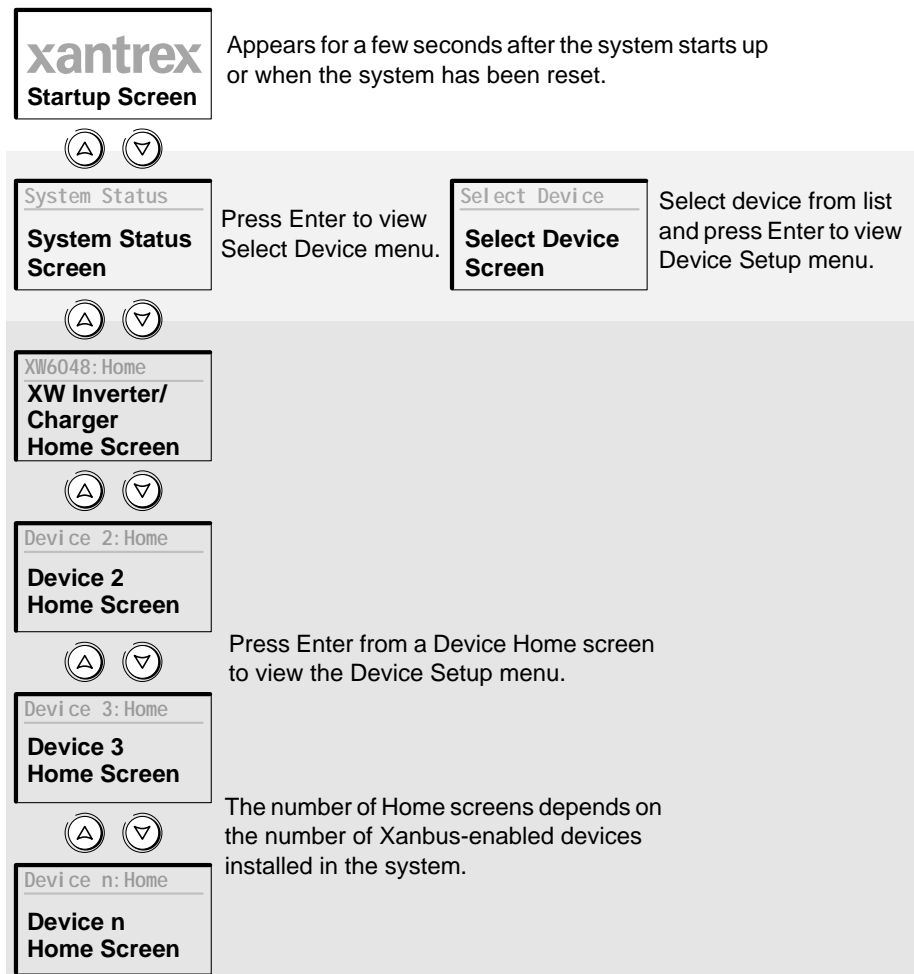 xantrex
Startup Screen
Appears for a few seconds after the system starts up
or when the system has been reset.
System Status
System Status
Screen
Press Enter to view
Select Device menu.
Select Device
Select Device
Screen
Select device from list
and press Enter to view
Device Setup menu.
XW6048:Home
XW Inverter/
Charger
Home Screen
Device 2:Home
Device 2
Home Screen
Press Enter from a Device Home screen
to view the Device Setup menu.
Device 3:Home
Device 3
Home Screen
The number of Home screens depends on
the number of Xanbus-enabled devices
installed in the system.
Device n:Home
Device n
Home Screen